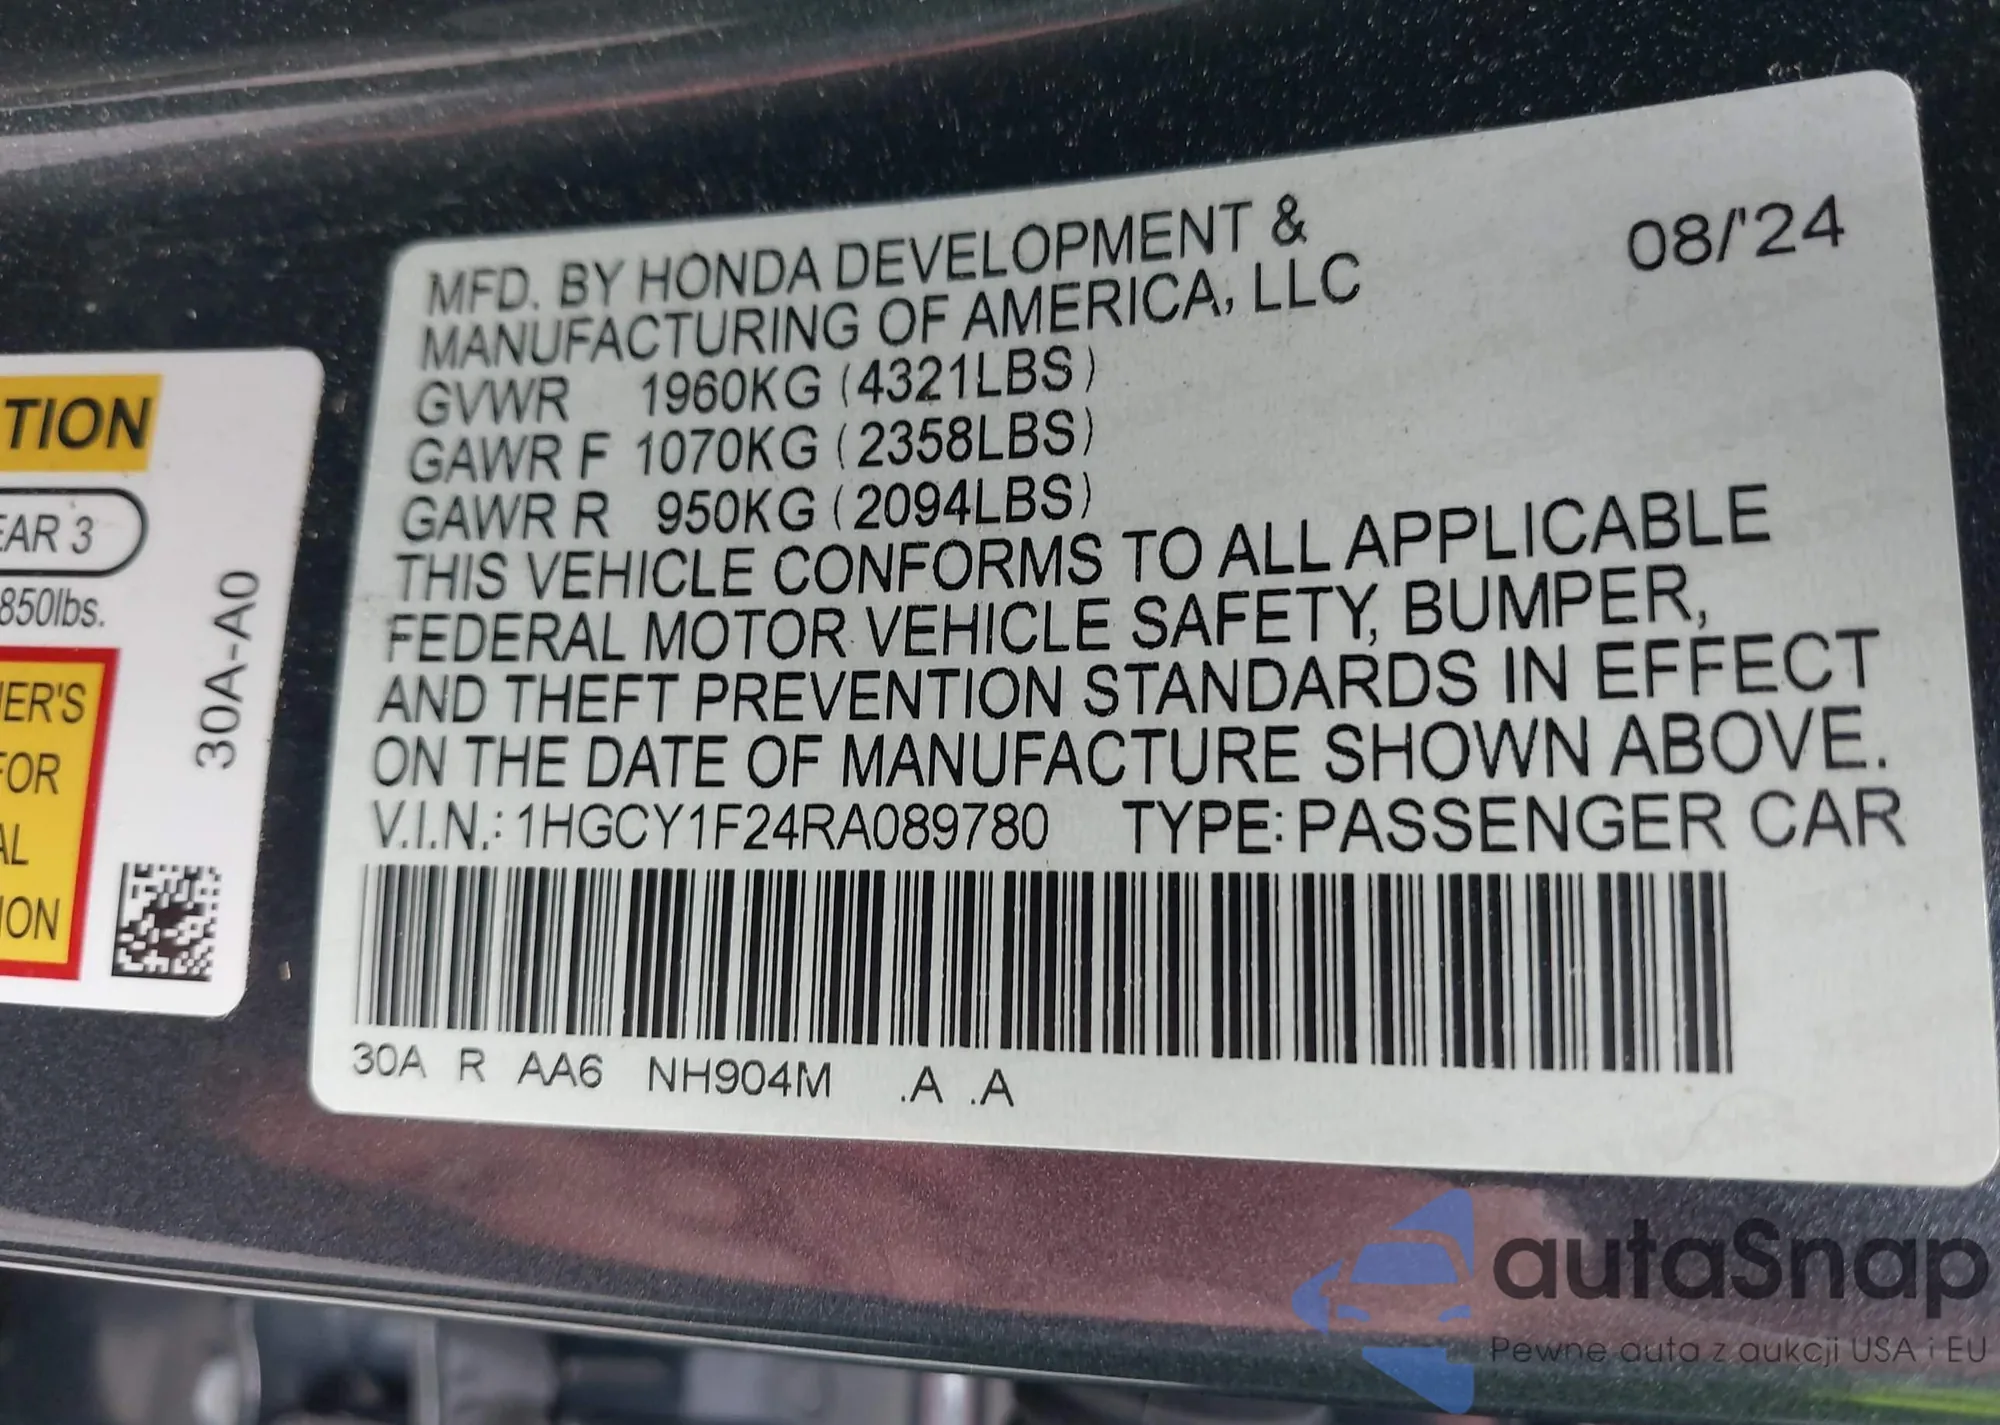 MFD. BY HONDA DEVELOPMENT &
MANUFACTURING OF AMERICA, LLC
08/'24
GVWR 1960KG (4321LBS)
GAWR F 1070KG (2358LBS)
GAWR R 950KG (2094LBS)
THIS VEHICLE CONFORMS TO ALL APPLICABLE
FEDERAL MOTOR VEHICLE SAFETY, BUMPER,
AND THEFT PREVENTION STANDARDS IN EFFECT
ON THE DATE OF MANUFACTURE SHOWN ABOVE.
V.I.N.: 1HGCY1F24RA089780 TYPE: PASSENGER CAR
30A R AA6 NH904M .A .A
TION
EAR 3
850lbs.
ER'S
FOR
AL
ION
30A-A0
autaSnap
Pewne auta z aukcji USA i EU